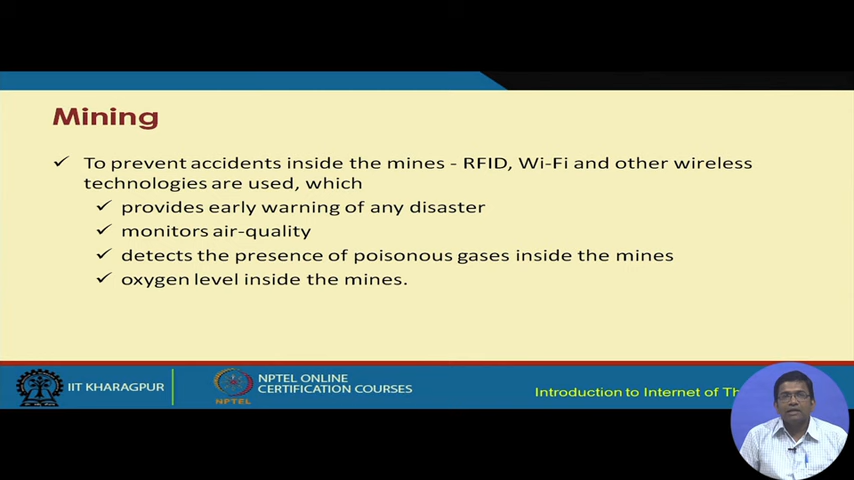 Mining
✓ To prevent accidents inside the mines - RFID, Wi-Fi and other wireless
technologies are used, which
✓ provides early warning of any disaster
✓ monitors air-quality
✓ detects the presence of poisonous gases inside the mines
✓ oxygen level inside the mines.
IIT KHARAGPUR
NPTEL
NPTEL ONLINE
CERTIFICATION COURSES
Introduction to Internet of